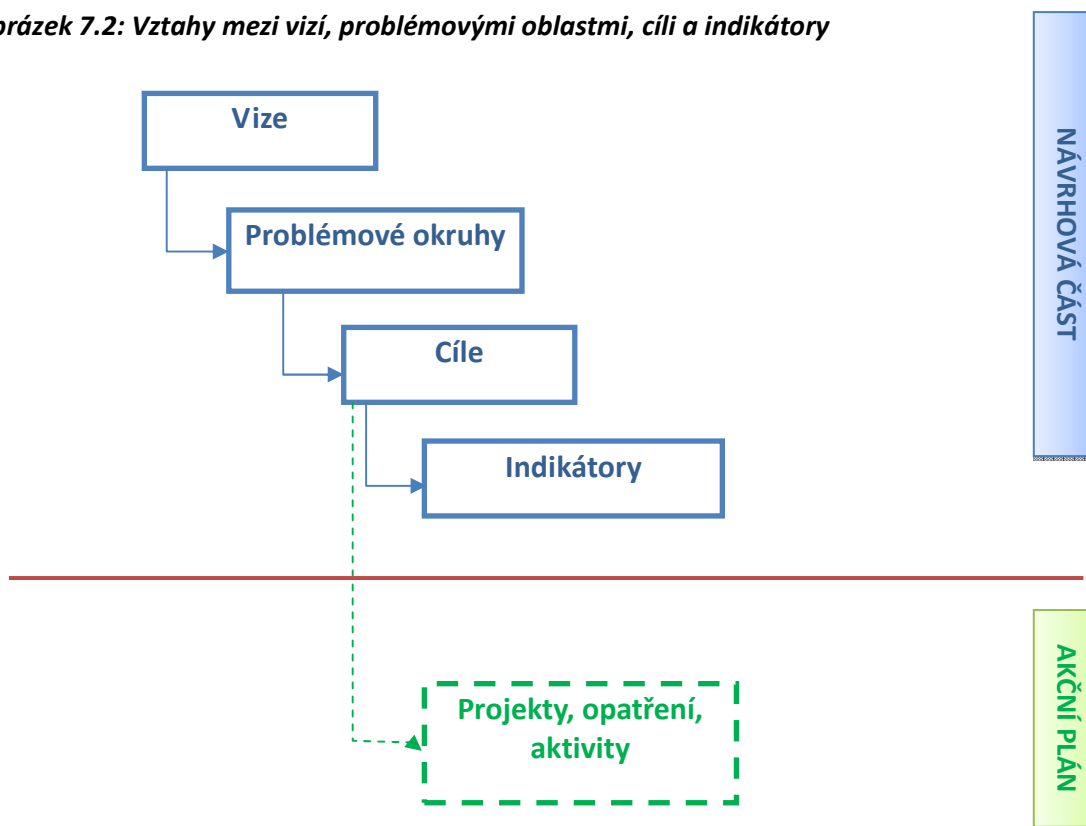 brázek 7.2: Vztahy mezi vizí, problémovými oblastmi, cíli a indikátory
Vize
Problémové okruhy
Cíle
Indikátory
NÁVRHOVÁ ČÁST
Projekty, opatření,
aktivity
AKČNÍ PLÁN